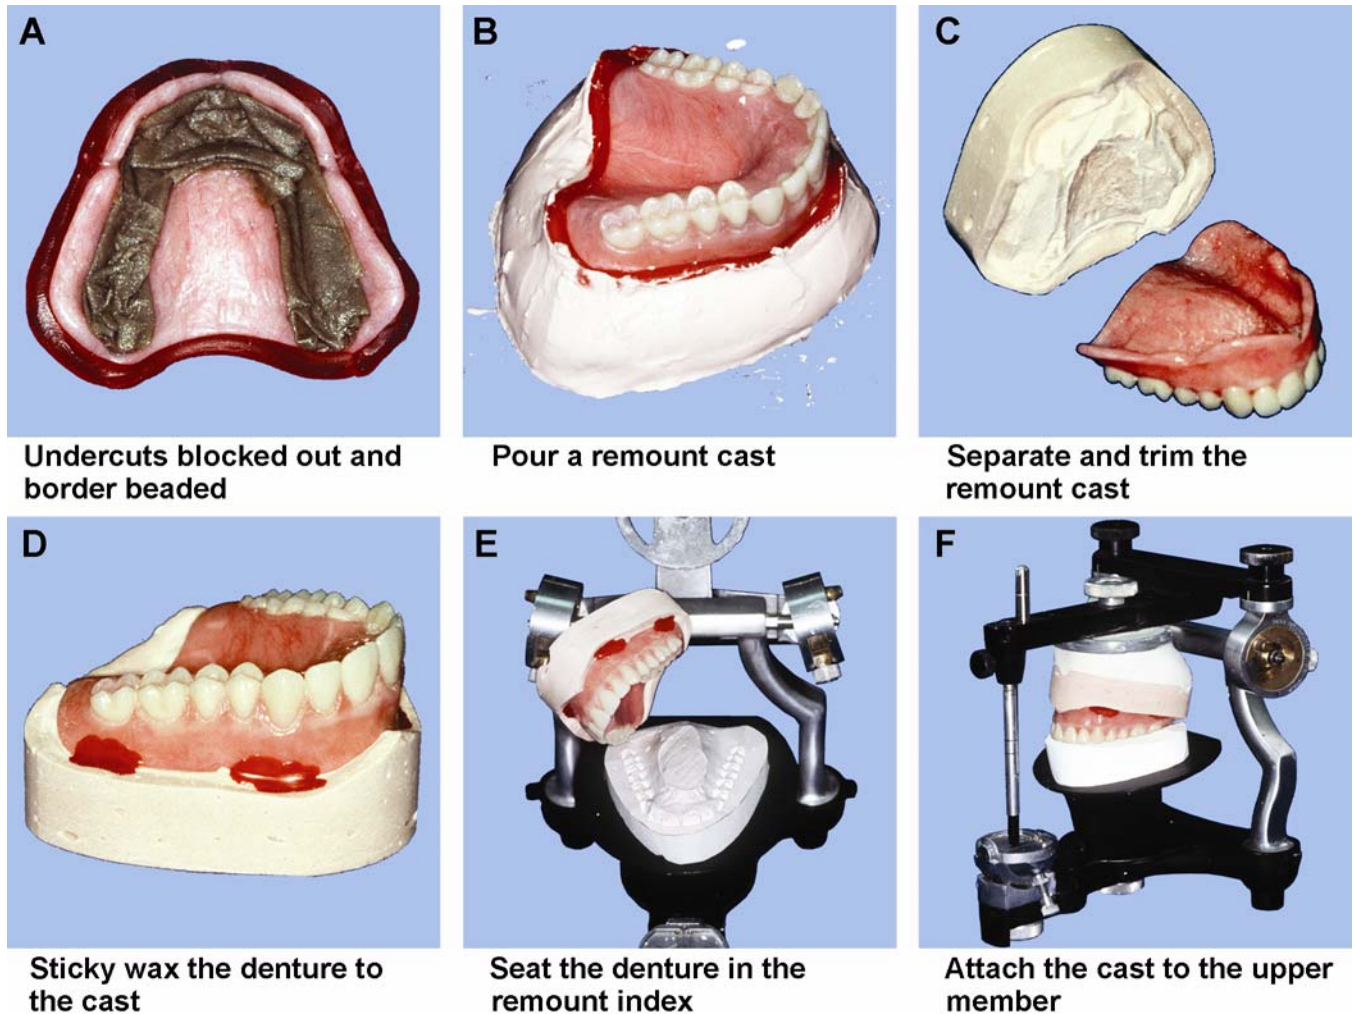 A
Undercuts blocked out and
border beaded
B
Pour a remount cast
C
Separate and trim the
remount cast
D
Sticky wax the denture to
the cast
E
Seat the denture in the
remount index
F
Attach the cast to the upper
member